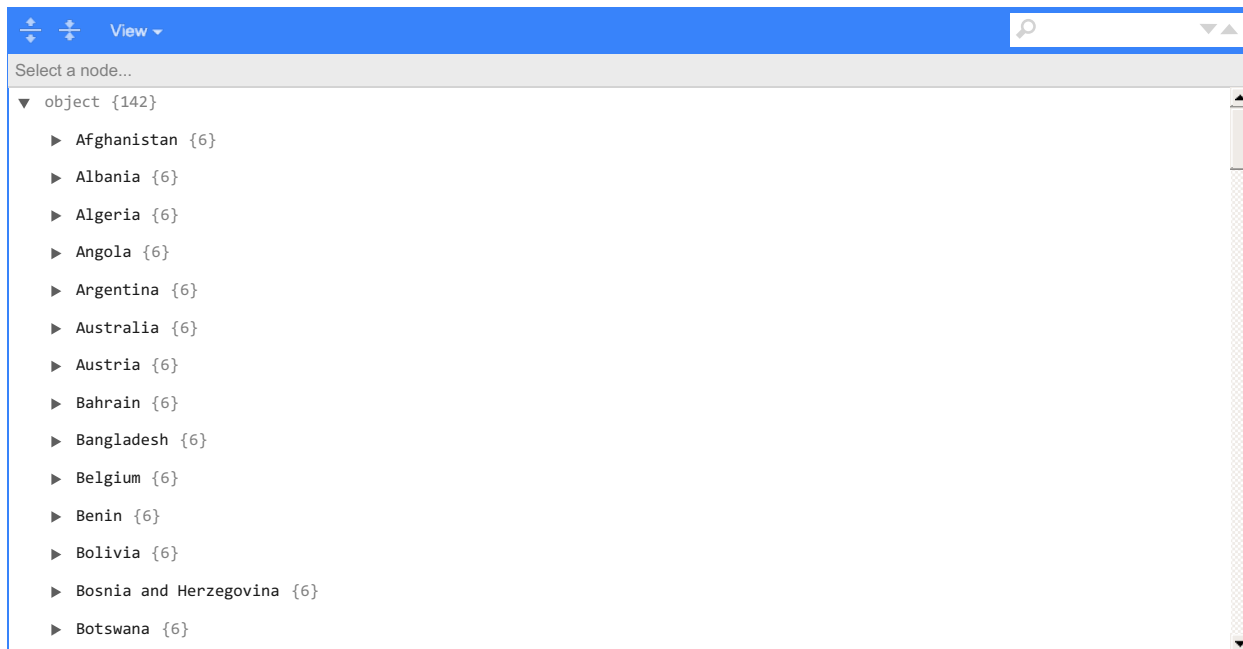 View
Select a node...
object {142}
Afghanistan {6}
Albania {6}
Algeria {6}
Angola {6}
Argentina {6}
Australia {6}
Austria {6}
Bahrain {6}
Bangladesh {6}
Belgium {6}
Benin {6}
Bolivia {6}
Bosnia and Herzegovina {6}
Botswana {6}